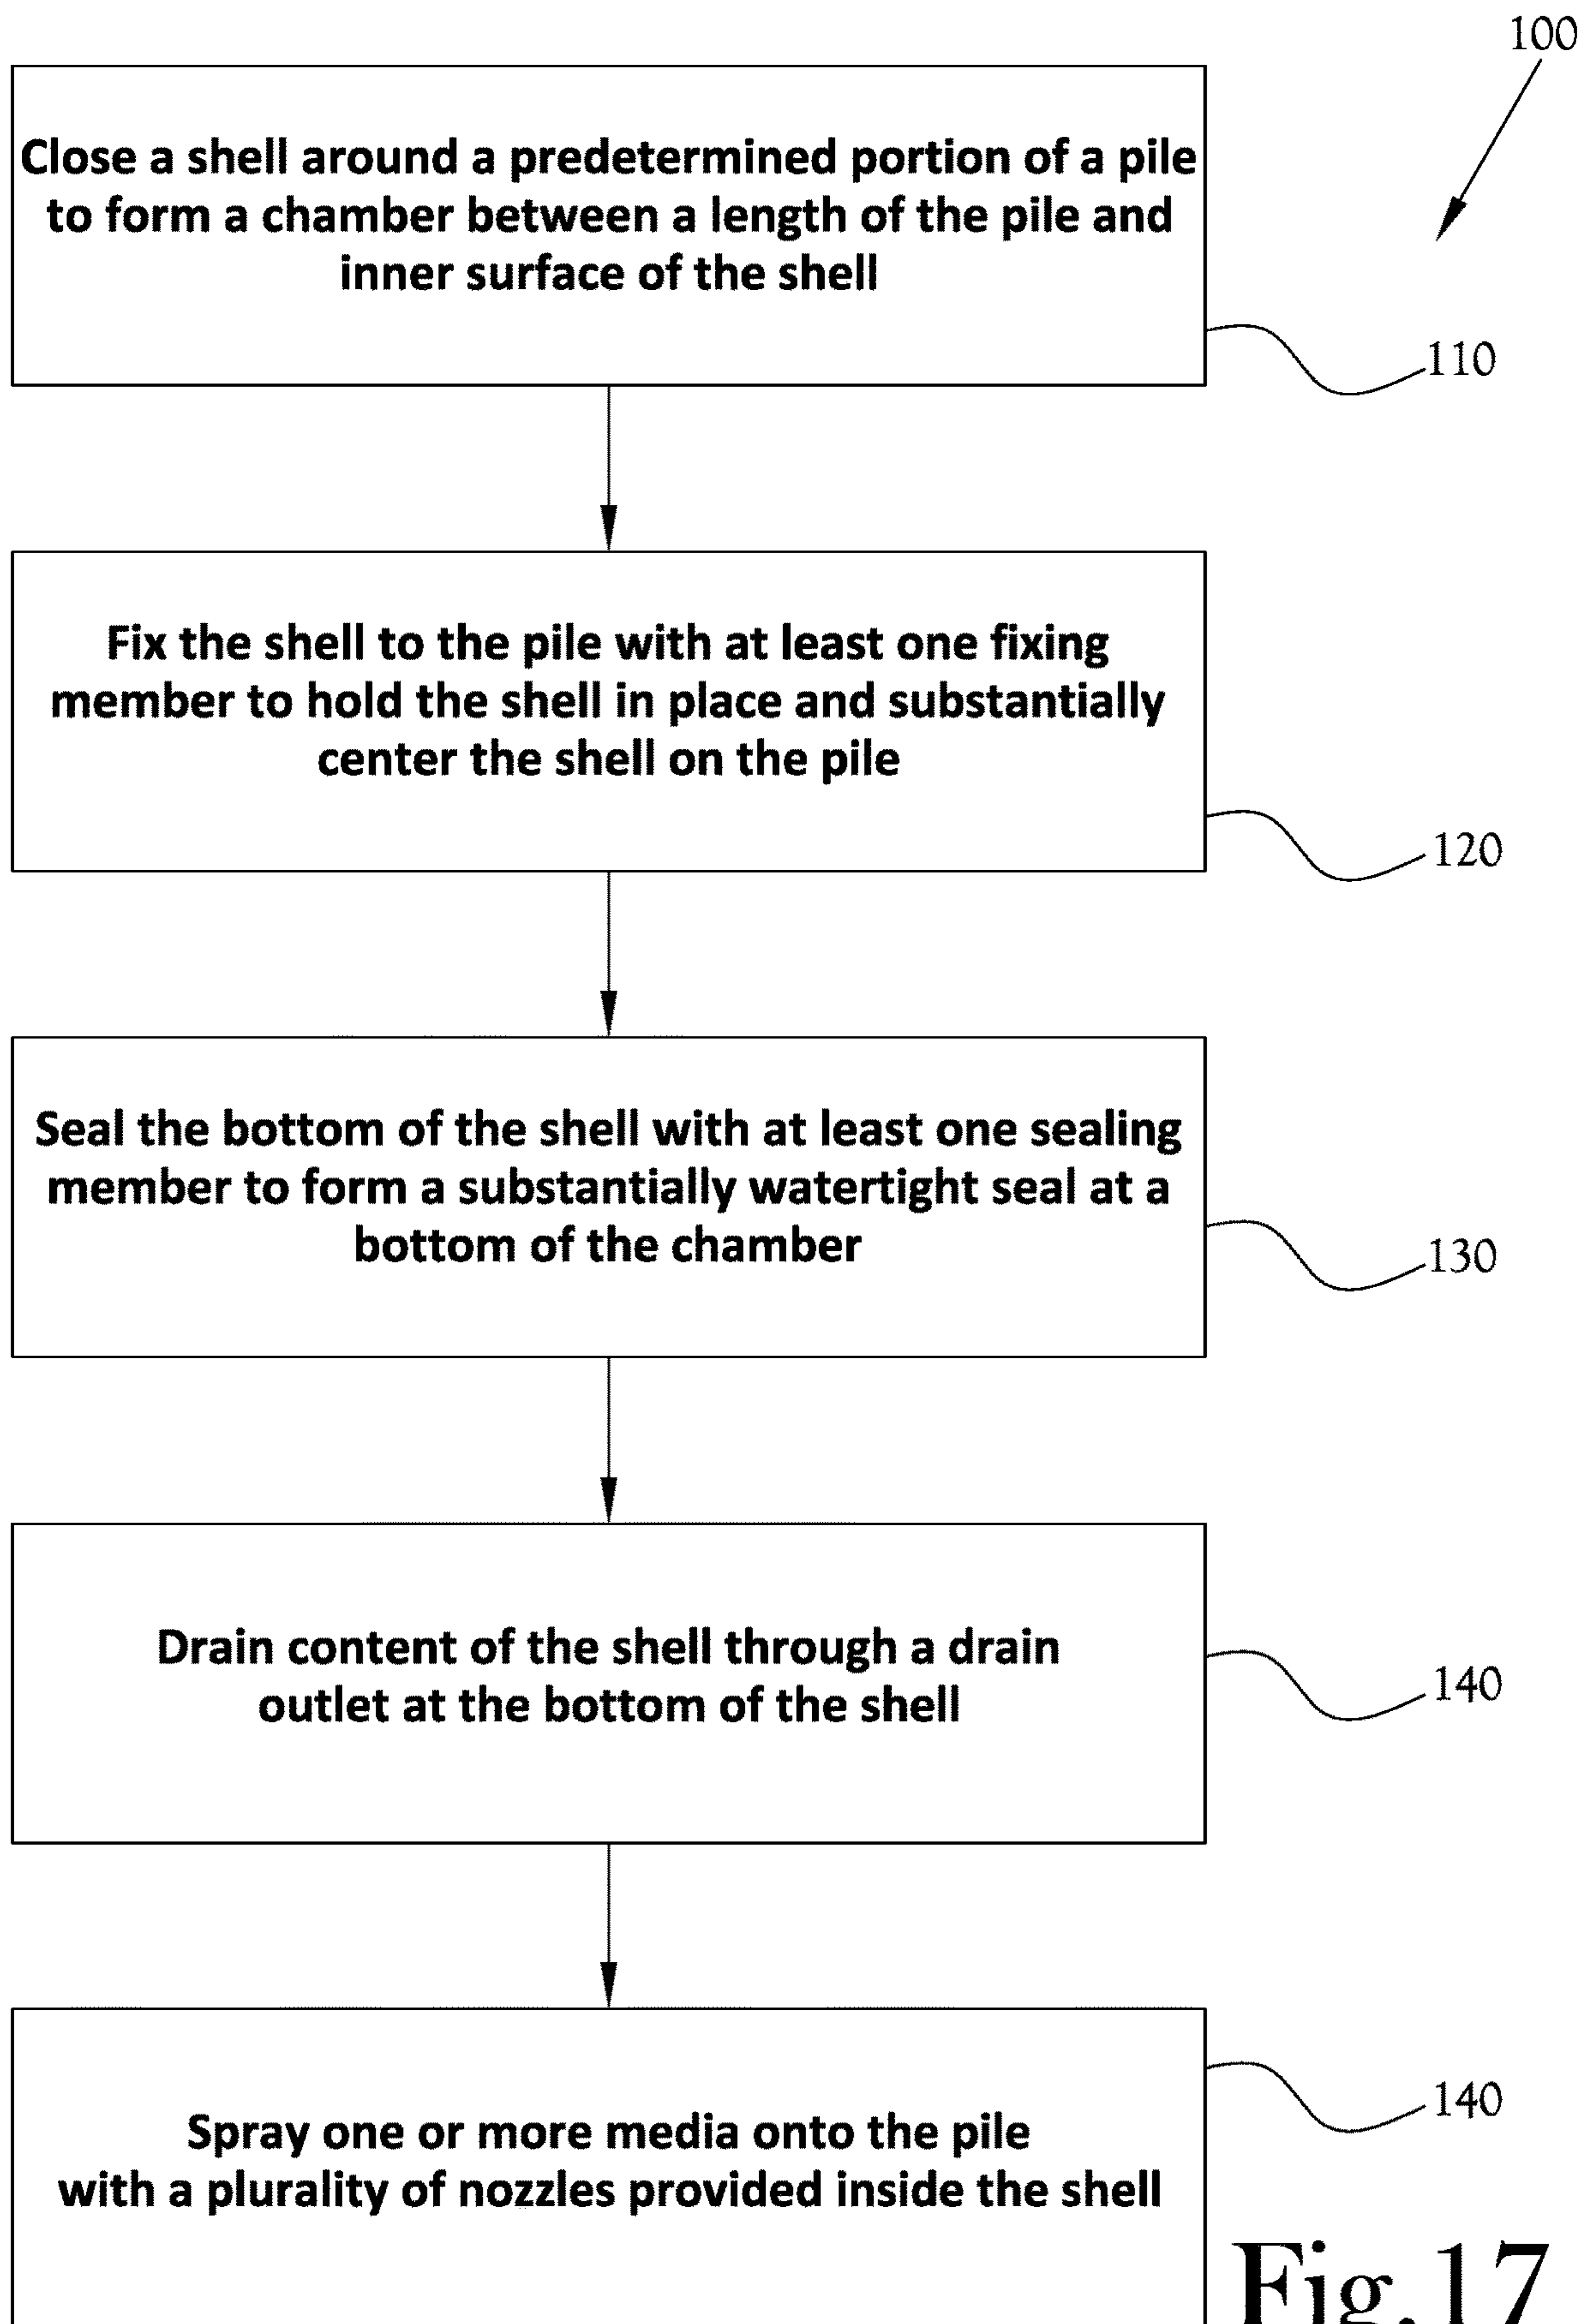 100
Close a shell around a predetermined portion of a pile
to form a chamber between a length of the pile and
inner surface of the shell
110
Fix the shell to the pile with at least one fixing
member to hold the shell in place and substantially
center the shell on the pile
120
Seal the bottom of the shell with at least one sealing
member to form a substantially watertight seal at a
bottom of the chamber
130
Drain content of the shell through a drain
outlet at the bottom of the shell
140
Spray one or more media onto the pile
with a plurality of nozzles provided inside the shell
140
Fig.17